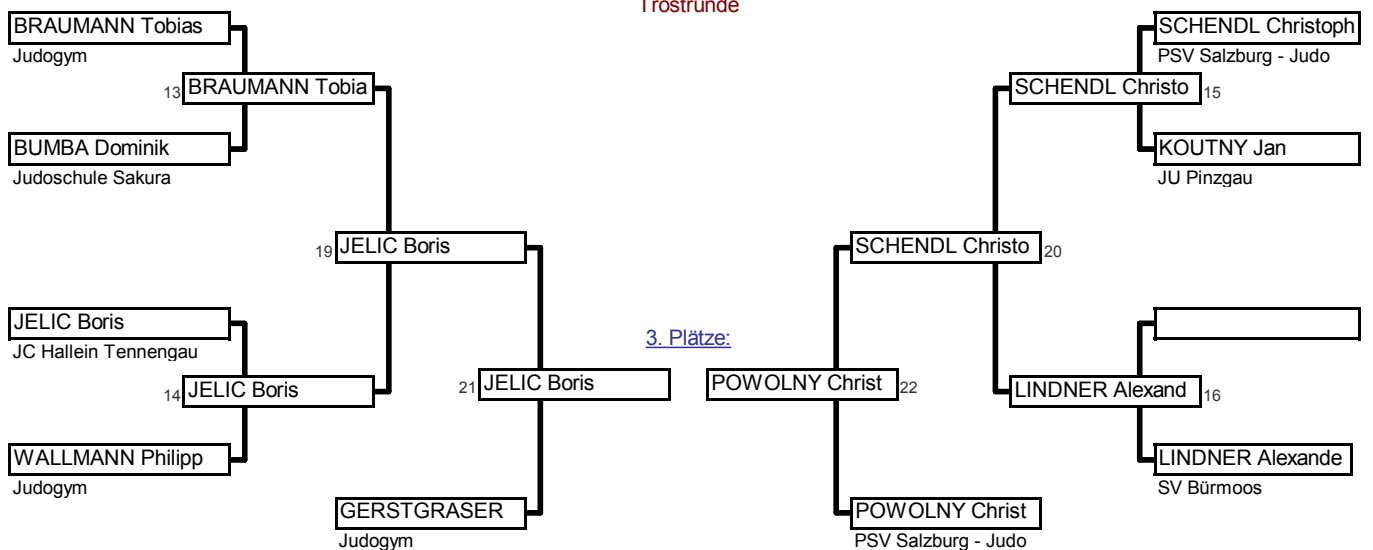 Trostrunde
BRAUMANN Tobias
Judogym
13 BRAUMANN Tobia
BUMBA Dominik
Judoschule Sakura
19 JELIC Boris
JELIC Boris
JC Hallein Tennengau
14 JELIC Boris
WALLMANN Philipp
Judogym
3. Plätze:
21 JELIC Boris
GERSTGRASER
Judogym
SCHENDL Christoph
PSV Salzburg - Judo
SCHENDL Christo 15
KOUTNY Jan
JU Pinzgau
SCHENDL Christo 20
POWOLNY Christ 22
LINDNER Alexand 16
LINDNER Alexande
SV Bürmoos
POWOLNY Christ
PSV Salzburg - Judo